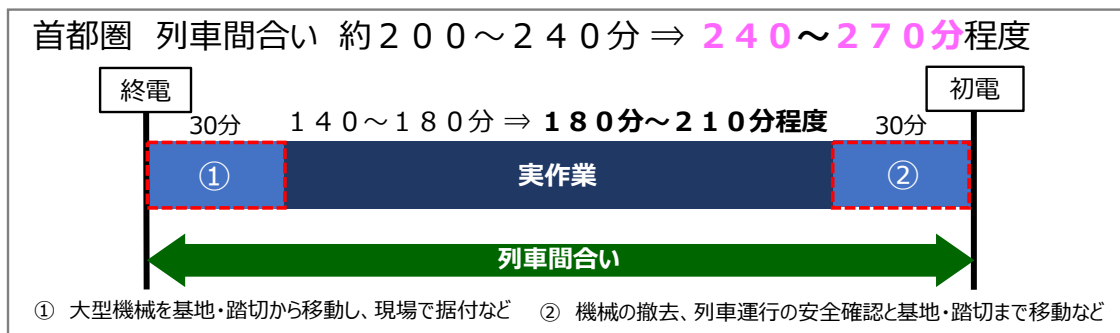 首都圏 列車間合い 約２００～２４０分 ⇒ ２４０～２７０分程度
終電
初電
30分
１４０～１８０分 ⇒ １８０分～２１０分程度
30分
①
実作業
②
列車間合い
① 大型機械を基地・踏切から移動し、現場で据付など ② 機械の撤去、列車運行の安全確認と基地・踏切まで移動など